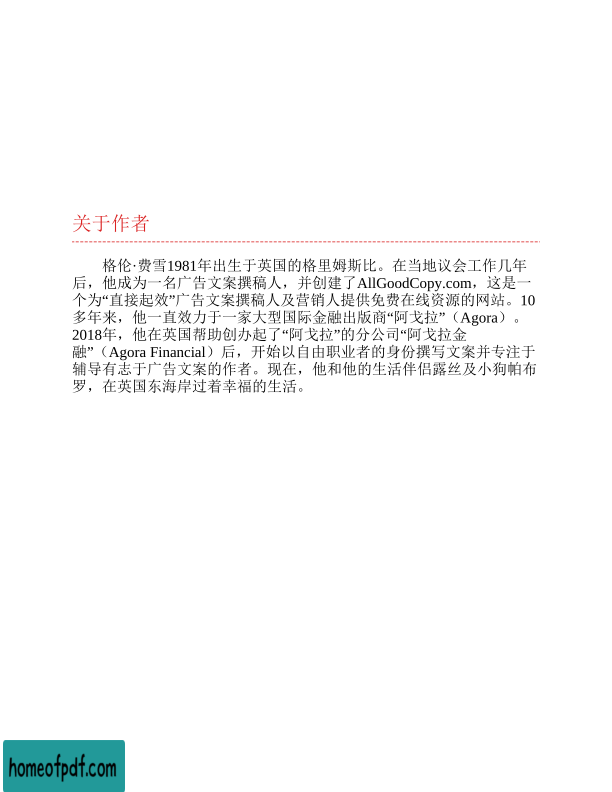 关于作者
格伦·费雪1981年出生于英国的格里姆斯比。在当地议会工作几年
后，他成为一名广告文案撰稿人，并创建了AllGoodCopy.com，这是一
个为“直接起效”广告文案撰稿人及营销人提供免费在线资源的网站。10
多年来，他一直效力于一家大型国际金融出版商“阿戈拉”（Agora）。
2018年，他在英国帮助创办起了“阿戈拉”的分公司“阿戈拉金
融”（Agora Financial）后，开始以自由职业者的身份撰写文案并专注于
辅导有志于广告文案的作者。现在，他和他的生活伴侣露丝及小狗帕布
罗，在英国东海岸过着幸福的生活。
homeofpdf.com